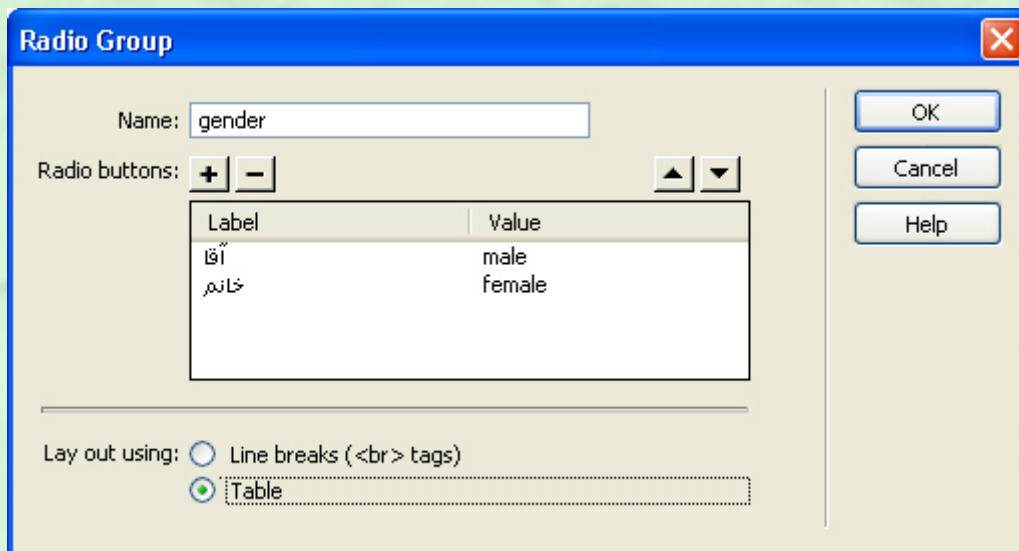 Radio Group
Name: gender
OK
Radio buttons: + −
Cancel
Label Value
Help
آقا male
خانم female
Lay out using: Line breaks (<br> tags)
Table